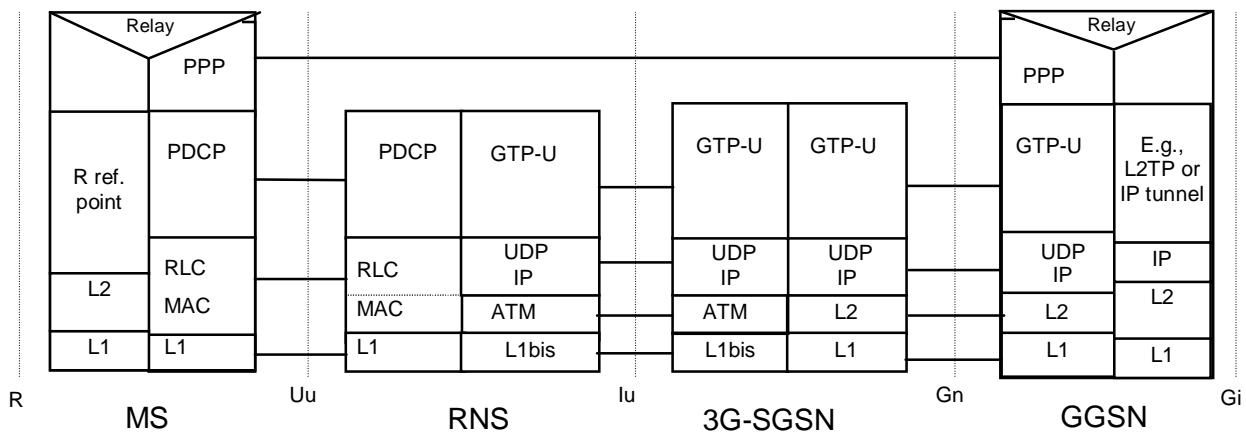 Relay
Relay
PPP
PPP
R ref.
point
PDCP
PDCP
GTP-U
GTP-U
GTP-U
GTP-U
E.g.,
L2TP or
IP tunnel
L2
RLC
MAC
RLC
MAC
UDP
IP
ATM
UDP
IP
ATM
UDP
IP
L2
UDP
IP
L2
IP
L2
L1
L1
L1
L1bis
L1bis
L1
L1
L1
R
Uu
Iu
Gn
Gi
MS
RNS
3G-SGSN
GGSN